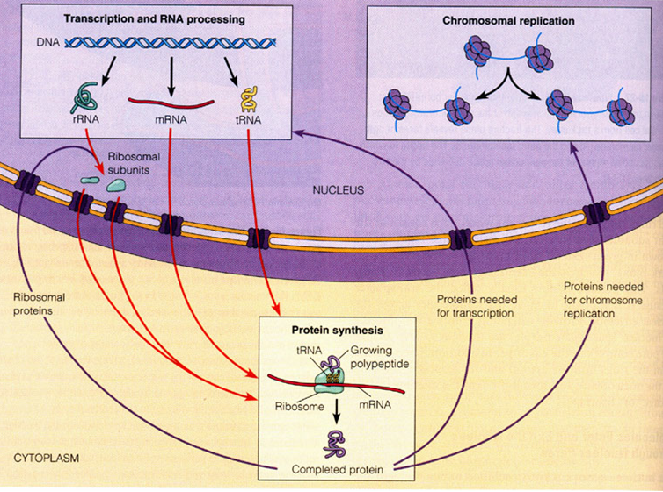 Transcription and RNA processing
DNA
rRNA
mRNA
tRNA
Ribosomal
subunits
Chromosomal replication
NUCLEUS
Ribosomal
proteins
Proteins needed
for transcription
Proteins needed
for chromosome
replication
Protein synthesis
tRNA
Growing
polypeptide
Ribosome
mRNA
Completed protein
CYTOPLASM